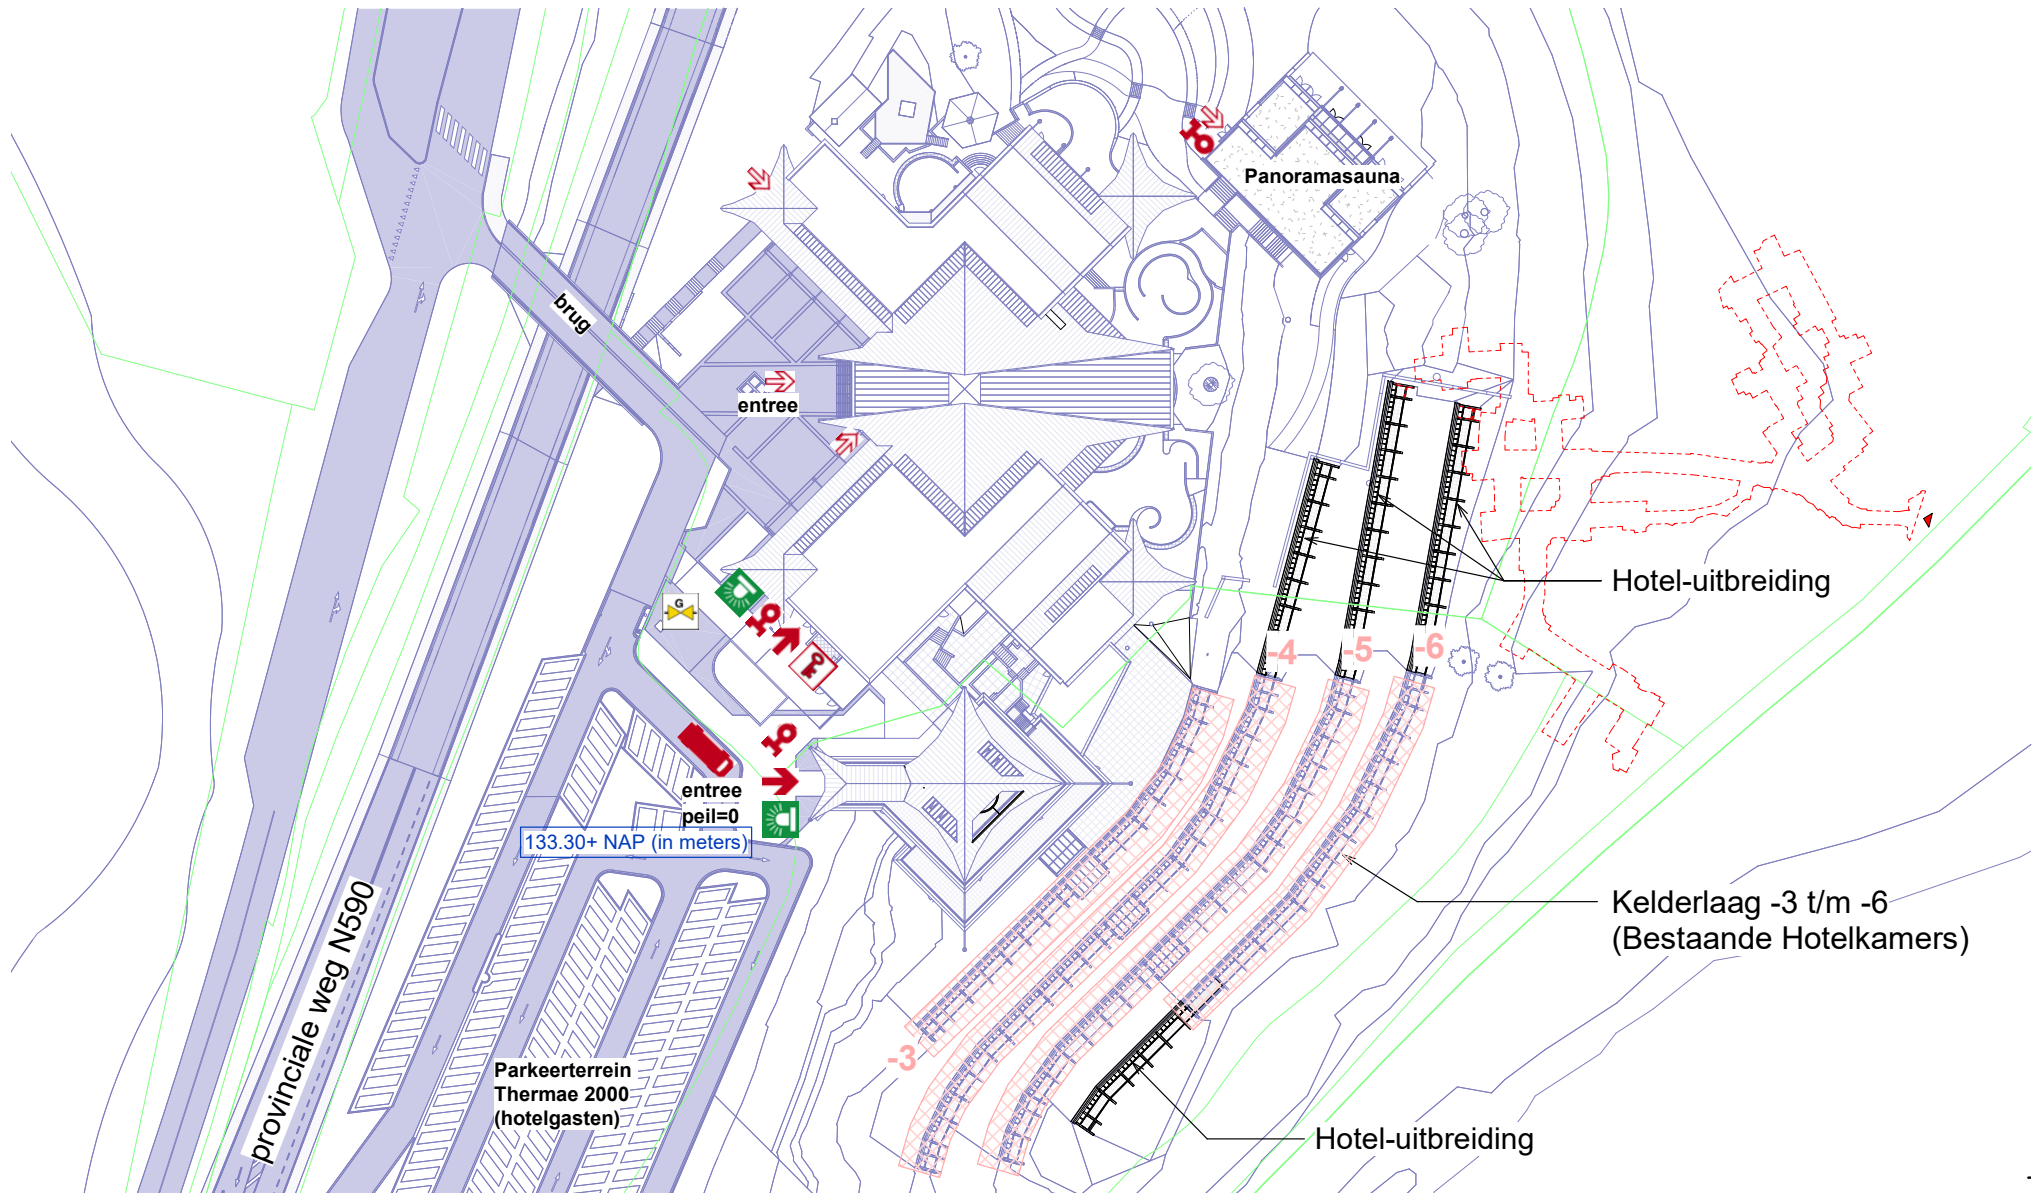 Panoramasauna
brug
entree
G
Hotel-uitbreiding
-4
-5
-6
entree
peil=0
133.30+ NAP (in meters)
Kelderlaag -3 t/m -6
(Bestaande Hotelkamers)
provinciale weg N590
-3
Parkeerterrein
Thermae 2000
(hotelgasten)
Hotel-uitbreiding